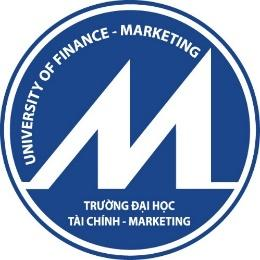 UNIVERSITY OF FINANCE - MARKETING
TRƯỜNG ĐẠI HỌC
TÀI CHÍNH - MARKETING